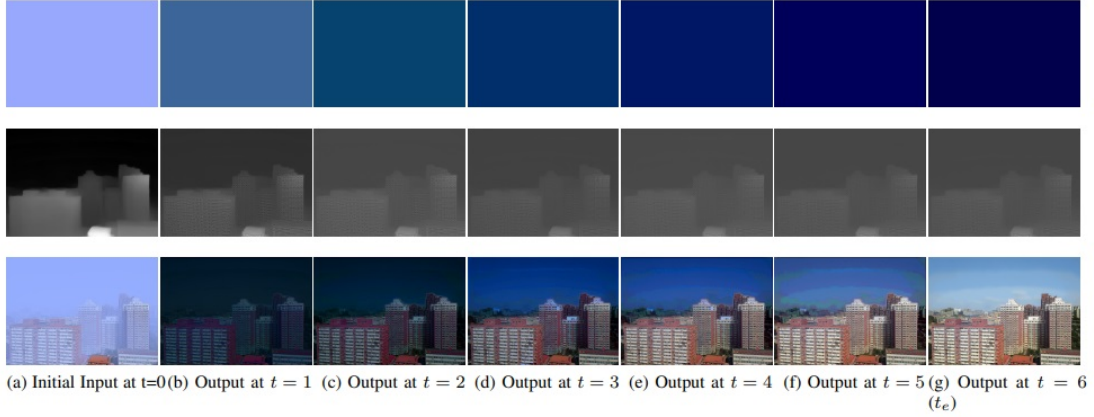 (a) Initial Input at t=0
(b) Output at t = 1
(c) Output at t = 2
(d) Output at t = 3
(e) Output at t = 4
(f) Output at t = 5
(g) Output at t = 6
(tₑ)